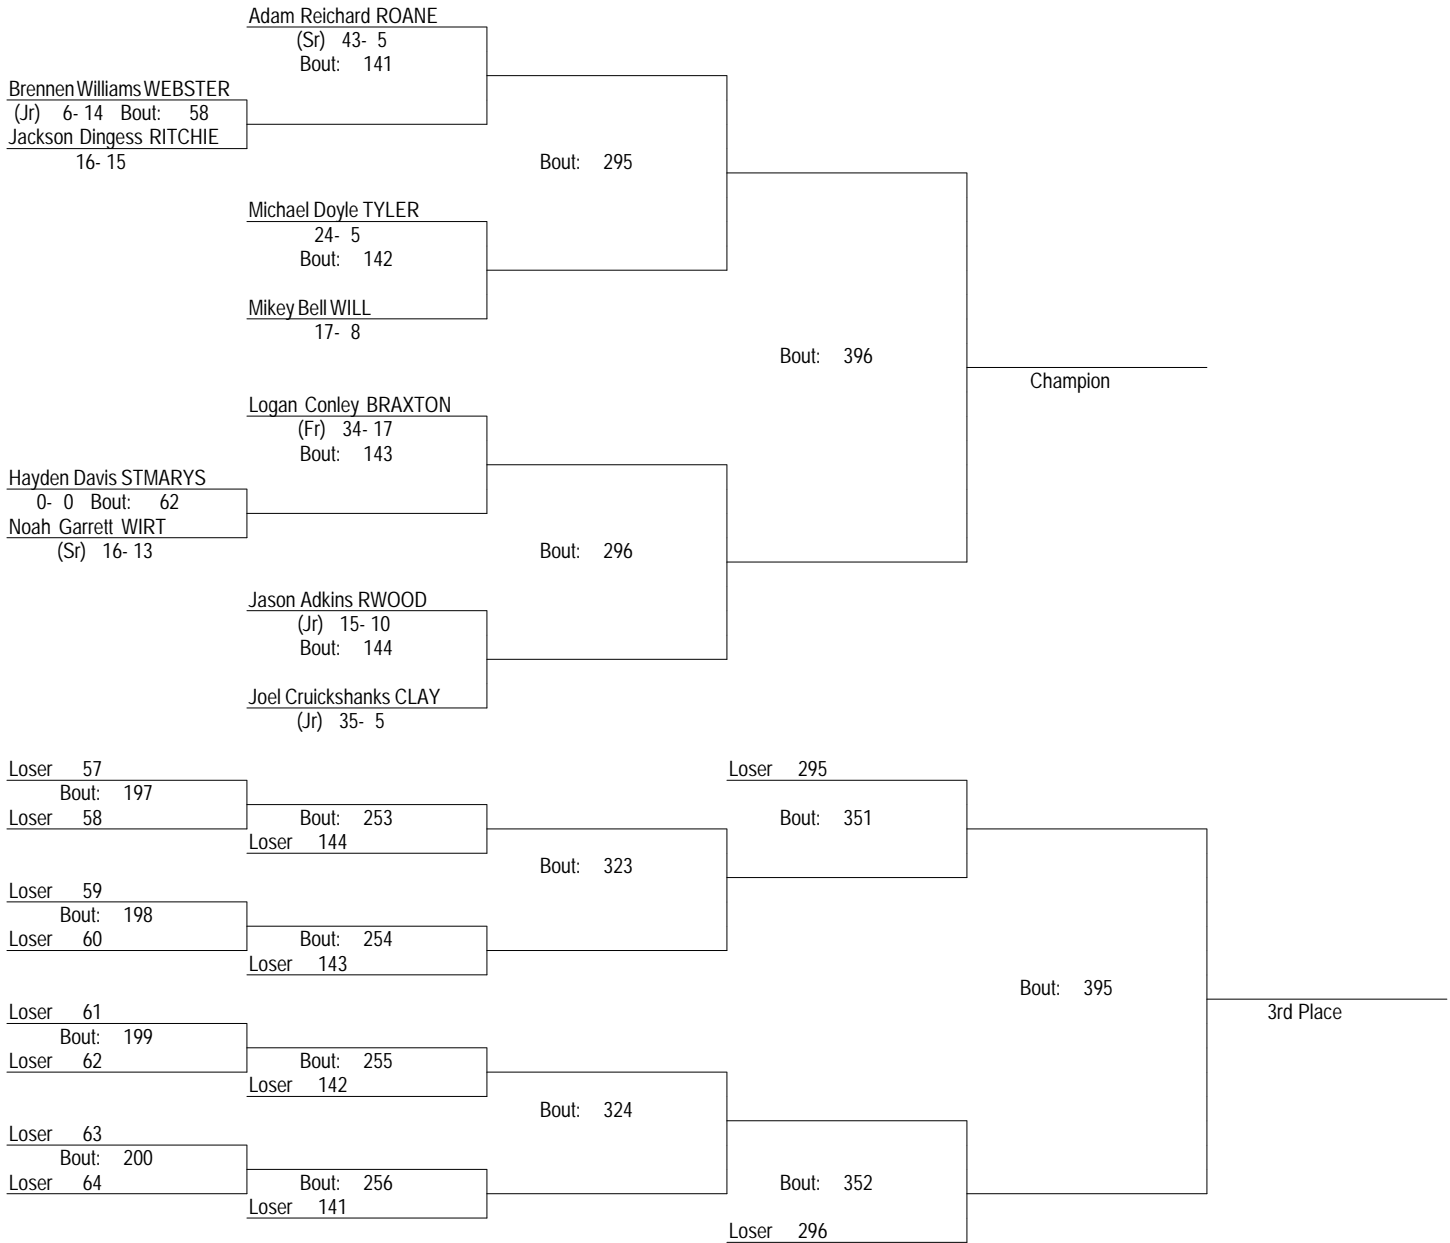 Adam Reichard ROANE
(Sr) 43- 5
Bout: 141
Brennen Williams WEBSTER
(Jr) 6- 14 Bout: 58
Jackson Dingess RITCHIE
16- 15
Bout: 295
Michael Doyle TYLER
24- 5
Bout: 142
Mikey Bell WILL
17- 8
Bout: 396
Champion
Logan Conley BRAXTON
(Fr) 34- 17
Bout: 143
Hayden Davis STMARYS
0- 0 Bout: 62
Noah Garrett WIRT
(Sr) 16- 13
Bout: 296
Jason Adkins RWOOD
(Jr) 15- 10
Bout: 144
Joel Cruickshanks CLAY
(Jr) 35- 5
Loser 57
Bout: 197
Loser 58
Bout: 253
Loser 144
Bout: 323
Loser 295
Bout: 351
Loser 59
Bout: 198
Loser 60
Bout: 254
Loser 143
Bout: 395
3rd Place
Loser 61
Bout: 199
Loser 62
Bout: 255
Loser 142
Bout: 324
Loser 63
Bout: 200
Loser 64
Bout: 256
Loser 141
Bout: 352
Loser 296